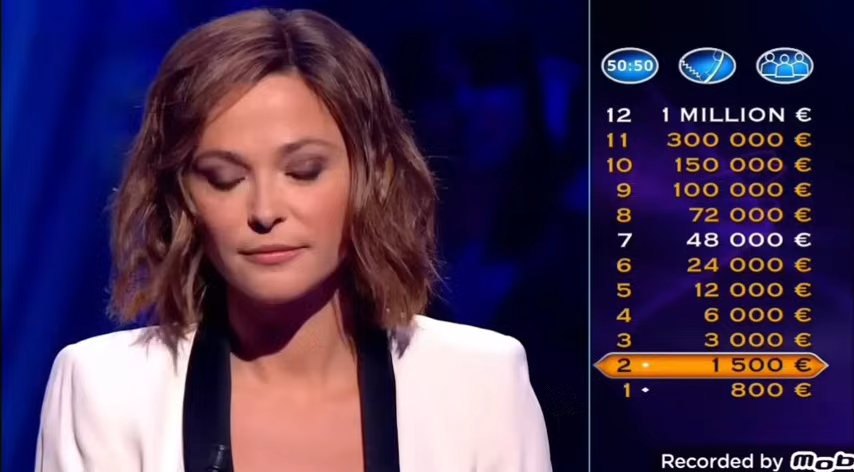 50:50
12 1 MILLION €
11 300 000 €
10 150 000 €
9 100 000 €
8 72 000 €
7 48 000 €
6 24 000 €
5 12 000 €
4 6 000 €
3 3 000 €
2 1 500 €
1 800 €
Recorded by mob